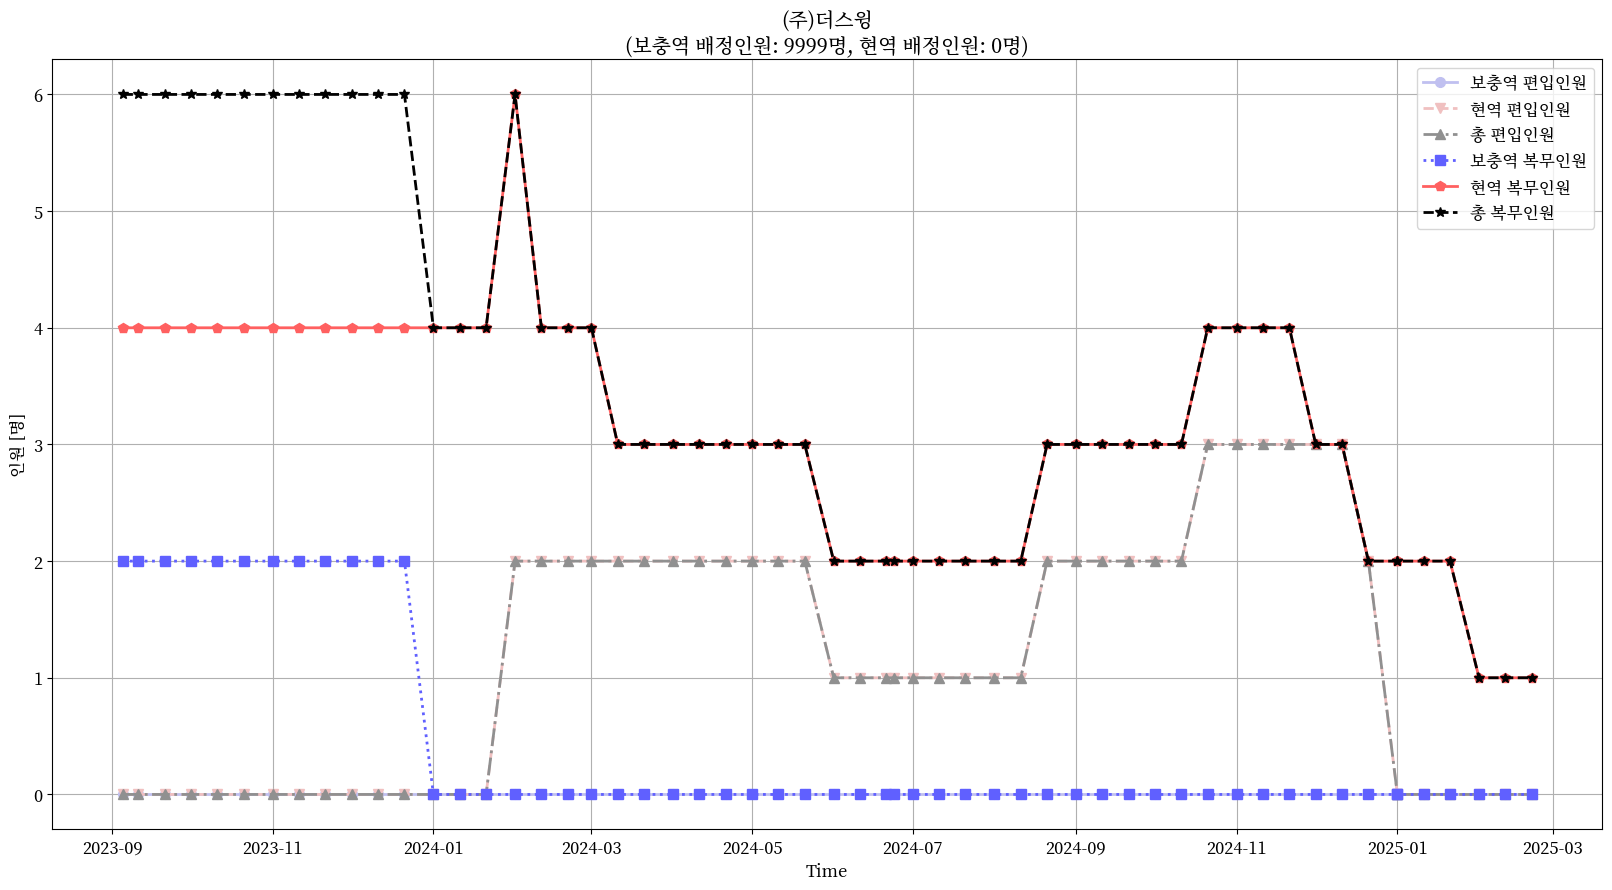 (주)더스윙
(보충역 배정인원: 9999명, 현역 배정인원: 0명)
보충역 편입인원
현역 편입인원
총 편입인원
보충역 복무인원
현역 복무인원
총 복무인원
인원 [명]
6
5
4
3
2
1
0
2023-09
2023-11
2024-01
2024-03
2024-05
2024-07
2024-09
2024-11
2025-01
2025-03
Time